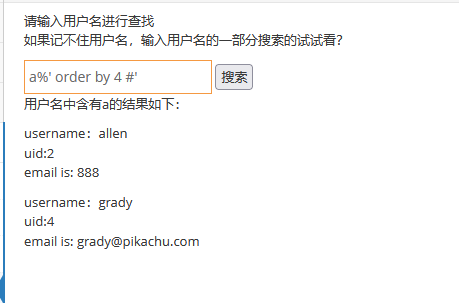 请输入用户名进行查找
如果记不住用户名，输入用户名的一部分搜索的试试看？
a%' order by 4 #'
搜索
用户名中含有a的结果如下：
username：allen
uid:2
email is: 888
username：grady
uid:4
email is: grady@pikachu.com